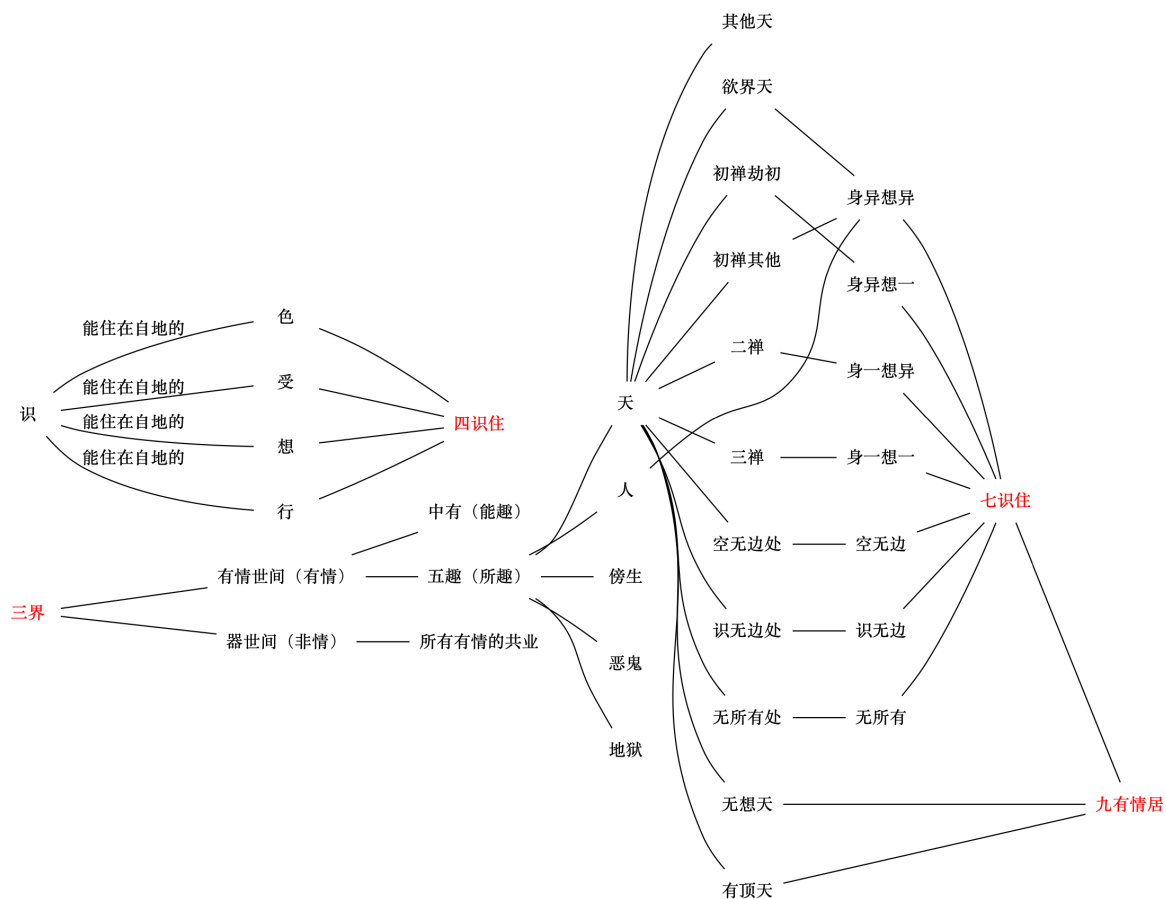 其他天
欲界天
初禅劫初
身异想异
初禅其他
身异想一
色
能住在自地的
二禅
身一想异
受
能住在自地的
天
识
能住在自地的
四识住
想
能住在自地的
三禅
身一想一
人
七识住
行
中有（能趣）
空无边处
空无边
有情世间（有情）
五趣（所趣）
傍生
三界
识无边处
识无边
器世间（非情）
所有有情的共业
恶鬼
无所有处
无所有
地狱
无想天
九有情居
有顶天